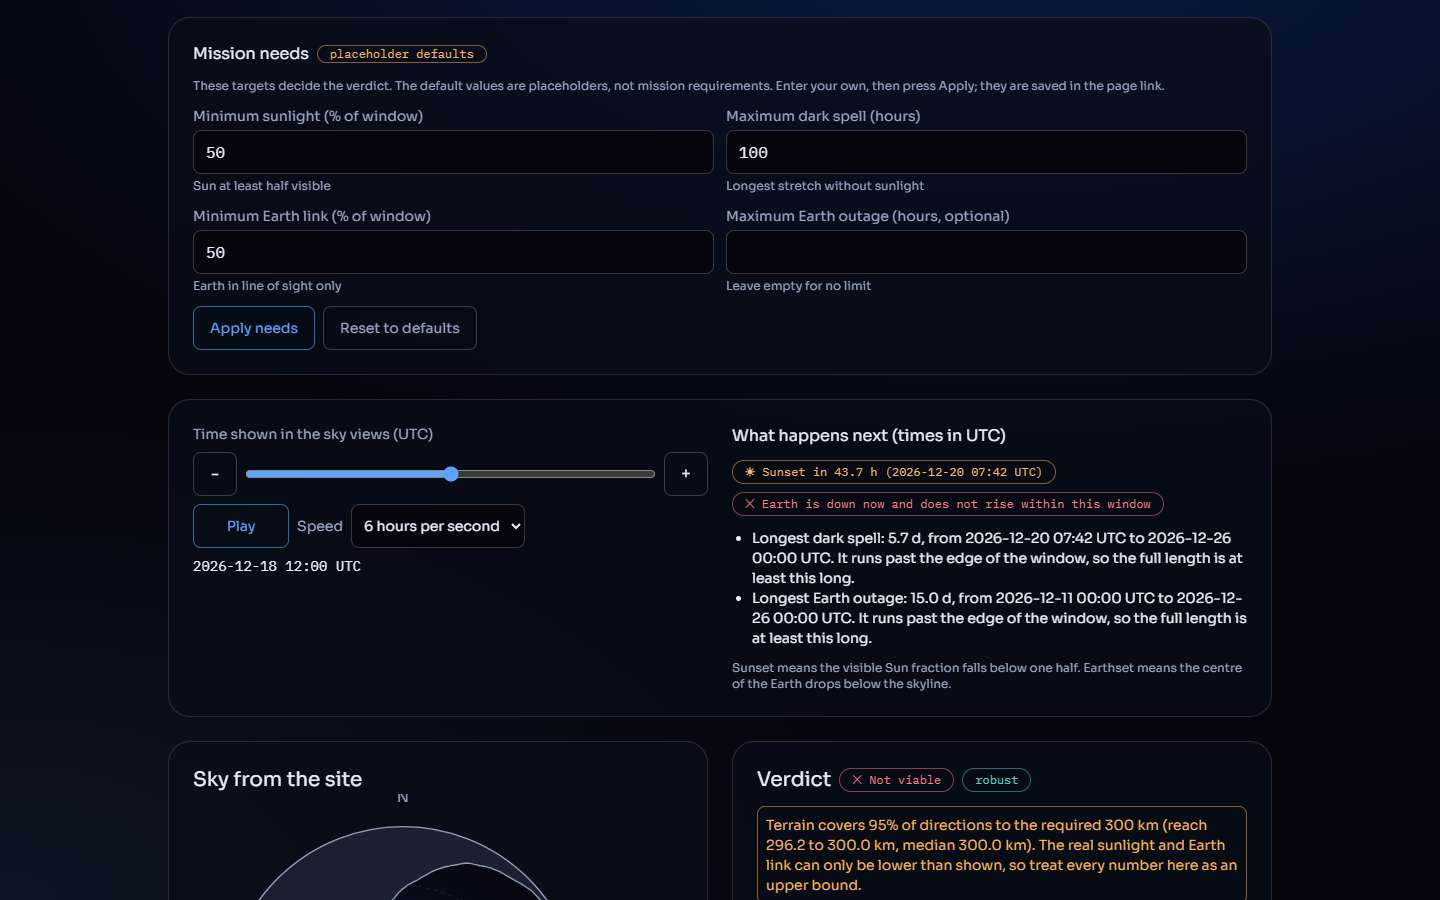 Mission needs placeholder defaults
These targets decide the verdict. The default values are placeholders, not mission requirements. Enter your own, then press Apply; they are saved in the page link.
Minimum sunlight (% of window)
50
Sun at least half visible
Maximum dark spell (hours)
100
Longest stretch without sunlight
Minimum Earth link (% of window)
50
Earth in line of sight only
Maximum Earth outage (hours, optional)
Leave empty for no limit
Apply needs
Reset to defaults
Time shown in the sky views (UTC)
-
+
Play
Speed
6 hours per second
2026-12-18 12:00 UTC
What happens next (times in UTC)
☀ Sunset in 43.7 h (2026-12-20 07:42 UTC)
✕ Earth is down now and does not rise within this window
• Longest dark spell: 5.7 d, from 2026-12-20 07:42 UTC to 2026-12-26
00:00 UTC. It runs past the edge of the window, so the full length is at
least this long.
• Longest Earth outage: 15.0 d, from 2026-12-11 00:00 UTC to 2026-12-
26 00:00 UTC. It runs past the edge of the window, so the full length is
at least this long.
Sunset means the visible Sun fraction falls below one half. Earthset means the centre
of the Earth drops below the skyline.
Sky from the site
N
Verdict ✕ Not viable robust
Terrain covers 95% of directions to the required 300 km (reach
296.2 to 300.0 km, median 300.0 km). The real sunlight and Earth
link can only be lower than shown, so treat every number here as an
upper bound.